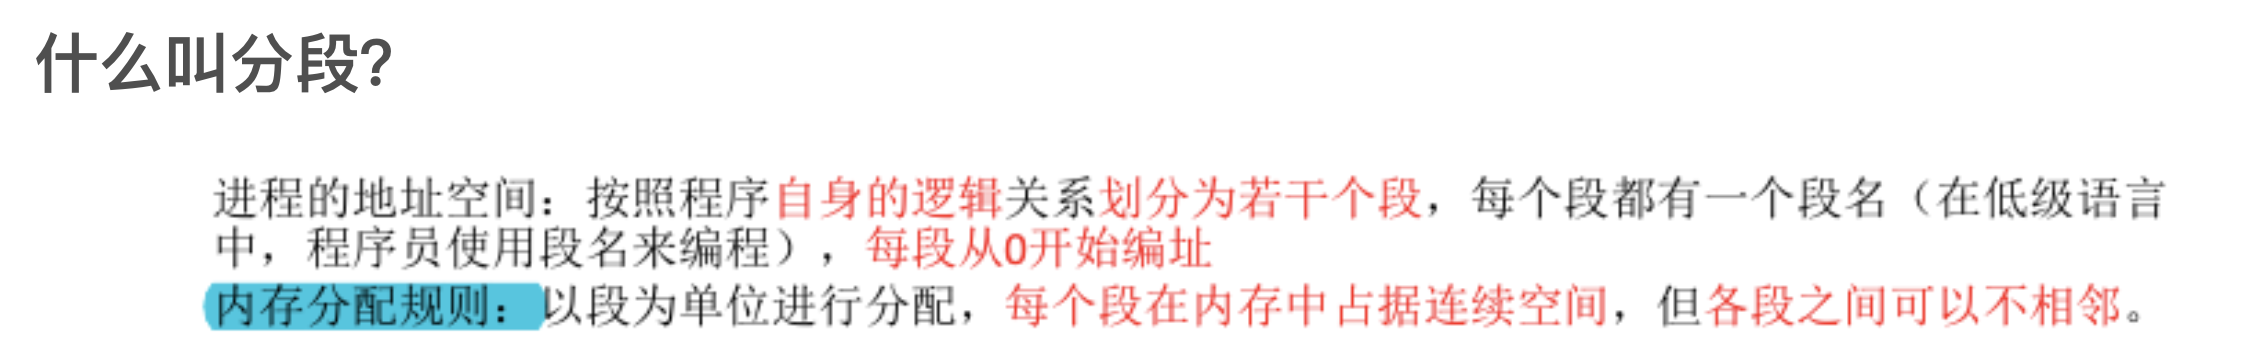 什么叫分段?
进程的地址空间：按照程序自身的逻辑关系划分为若干个段，每个段都有一个段名（在低级语言
中，程序员使用段名来编程），每段从0开始编址
内存分配规则：以段为单位进行分配，每个段在内存中占据连续空间，但各段之间可以不相邻。